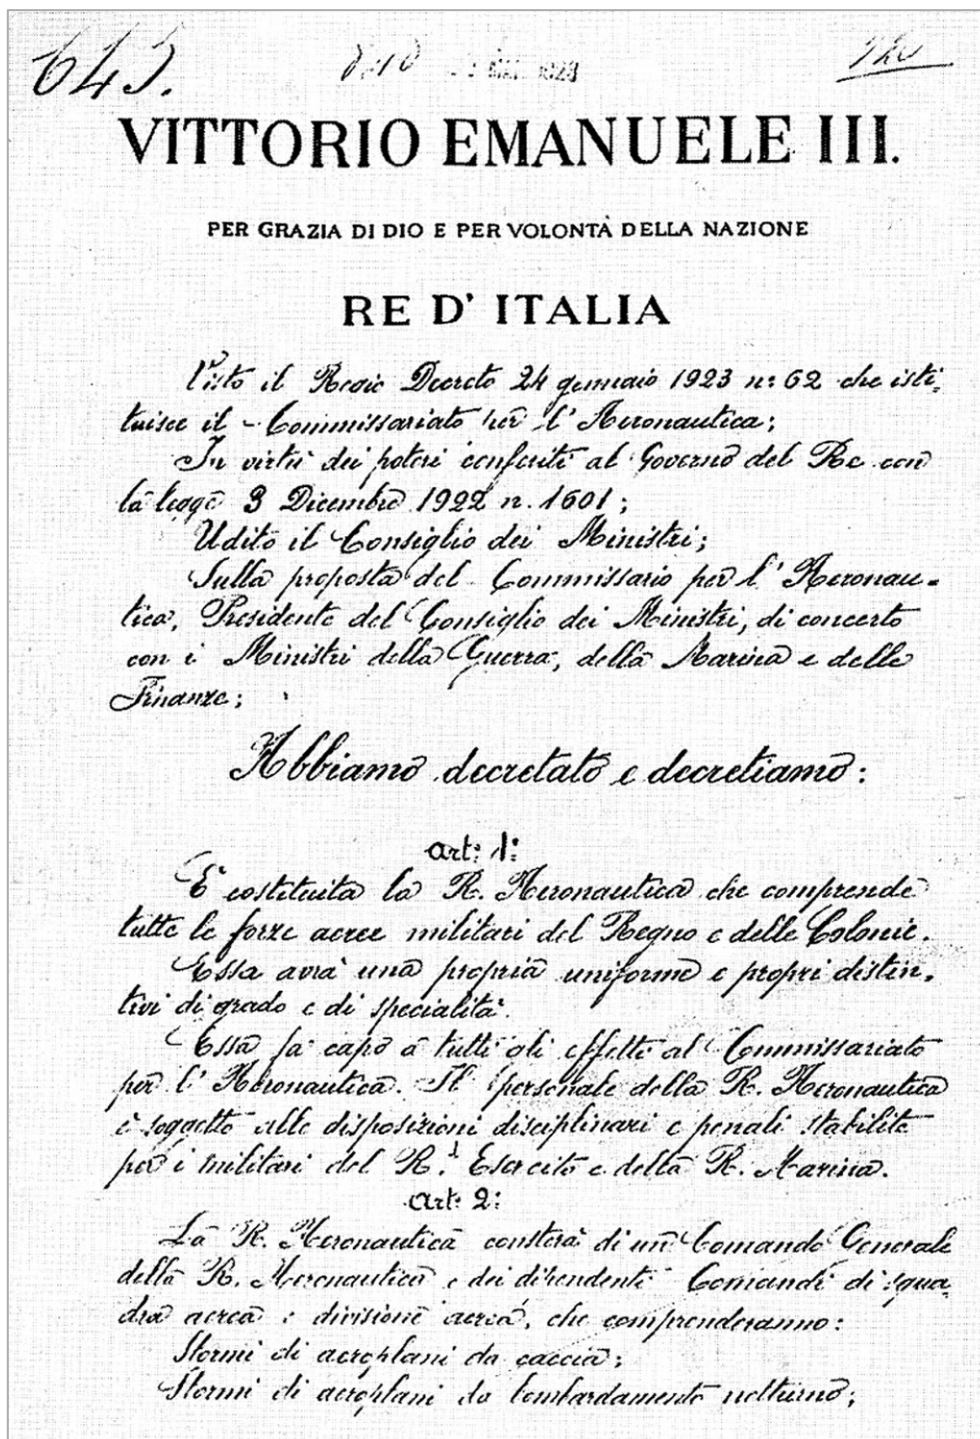 645.
VITTORIO EMANUELE III.
PER GRAZIA DI DIO E PER VOLONTÀ DELLA NAZIONE
RE D' ITALIA
Visto il Regio Decreto 24 gennaio 1923 n: 62 che isti-
tuisce il Commissariato per l' Aeronautica;
In virtù dei poteri conferiti al Governo del Re con
la legge 3 Dicembre 1922 n. 1601;
Udito il Consiglio dei Ministri;
Sulla proposta del Commissario per l' Aeronau-
tica, Presidente del Consiglio dei Ministri, di concerto
con i Ministri della Guerra, della Marina e delle
Finanze;
Abbiamo decretato e decretiamo:
art: 1:
È costituita la R. Aeronautica che comprende
tutte le forze aeree militari del Regno e delle Colonie.
Essa avrà una propria uniforme e propri distin-
tivi di grado e di specialità.
Essa fa capo a tutti gli effetti al Commissariato
per l' Aeronautica. Il personale della R. Aeronautica
è soggetto alle disposizioni disciplinari e penali stabilite
per i militari del R. Esercito e della R. Marina.
Art: 2:
La R. Aeronautica consterà di un Comando Generale
della R. Aeronautica e dei dipendenti Comandi di squa-
dra aerea e divisione aerea, che comprenderanno:
Stormi di aeroplani da caccia;
Stormi di aeroplani da bombardamento notturno;